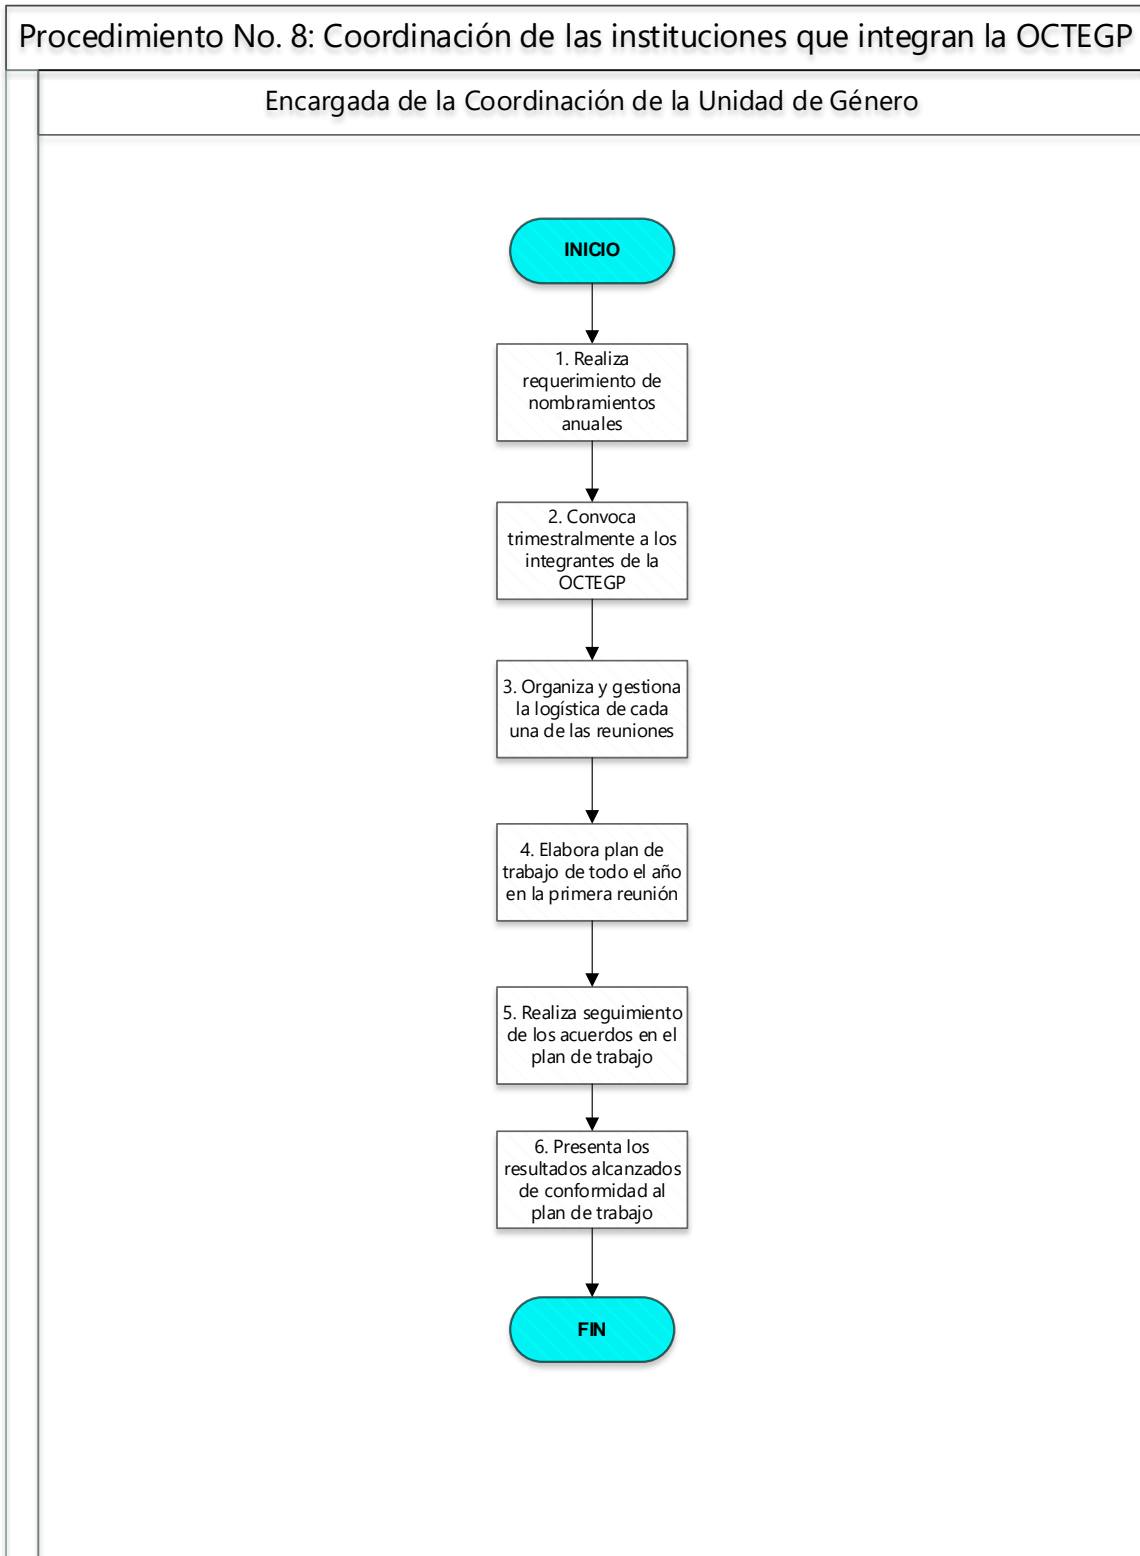 Procedimiento No. 8: Coordinación de las instituciones que integran la OCTEGP
Encargada de la Coordinación de la Unidad de Género
INICIO
1. Realiza
requerimiento de
nombramientos
anuales
2. Convoca
trimestralmente a los
integrantes de la
OCTEGP
3. Organiza y gestiona
la logística de cada
una de las reuniones
4. Elabora plan de
trabajo de todo el año
en la primera reunión
5. Realiza seguimiento
de los acuerdos en el
plan de trabajo
6. Presenta los
resultados alcanzados
de conformidad al
plan de trabajo
FIN